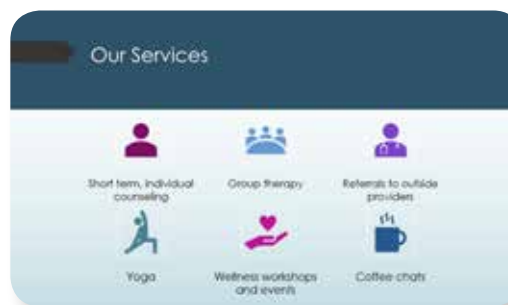 Our Services
Short term, individual
counseling
Group therapy
Referrals to outside
providers
Yoga
Wellness workshops
and events
Coffee chats